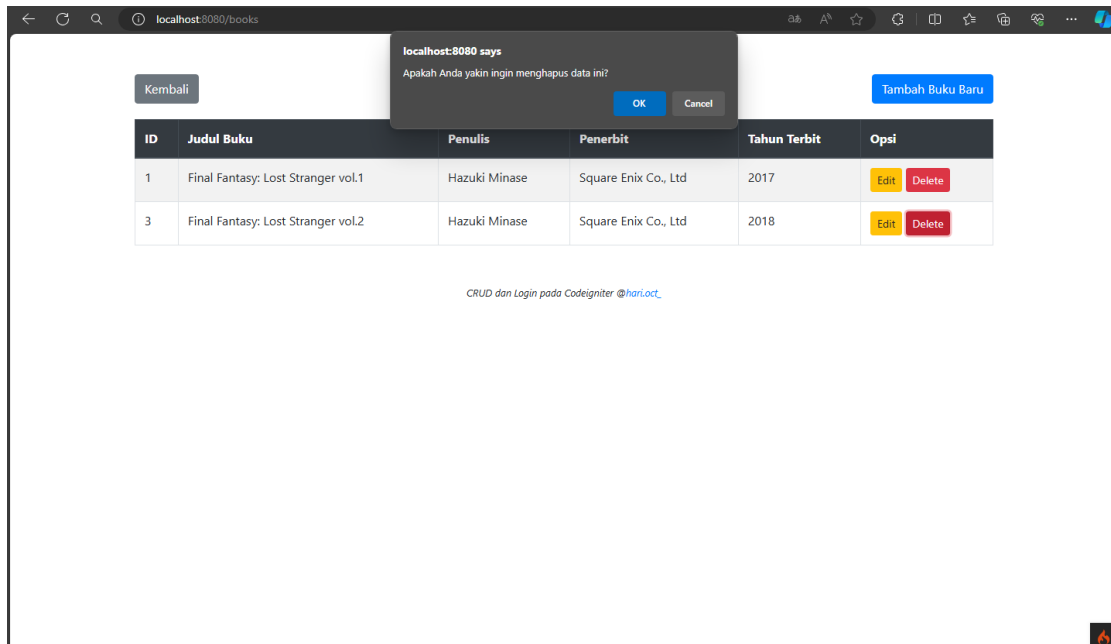 localhost:8080/books
localhost:8080 says
Apakah Anda yakin ingin menghapus data ini?
OK Cancel
Kembali Tambah Buku Baru
ID Judul Buku Penulis Penerbit Tahun Terbit Opsi
1 Final Fantasy: Lost Stranger vol.1 Hazuki Minase Square Enix Co., Ltd 2017 Edit Delete
3 Final Fantasy: Lost Stranger vol.2 Hazuki Minase Square Enix Co., Ltd 2018 Edit Delete
CRUD dan Login pada Codeigniter @hari.oct_